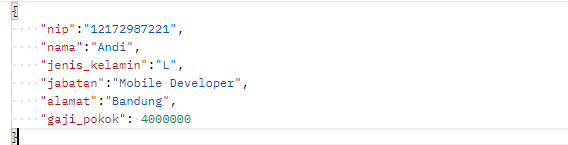 {
    "nip":"12172987221",
    "nama":"Andi",
    "jenis_kelamin":"L",
    "jabatan":"Mobile Developer",
    "alamat":"Bandung",
    "gaji_pokok": 4000000
}